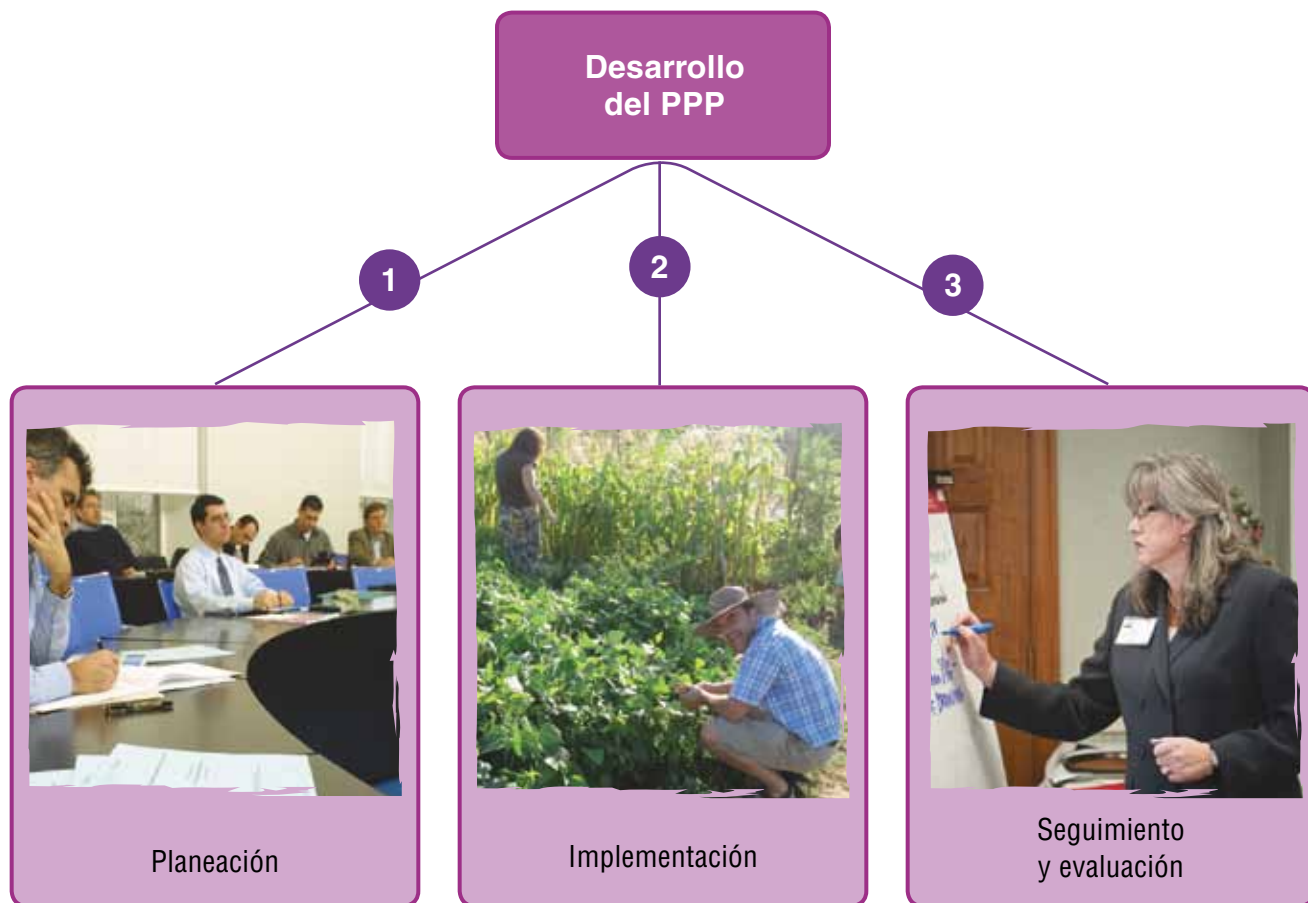 Desarrollo
del PPP
1
2
3
Planeación
Implementación
Seguimiento
y evaluación